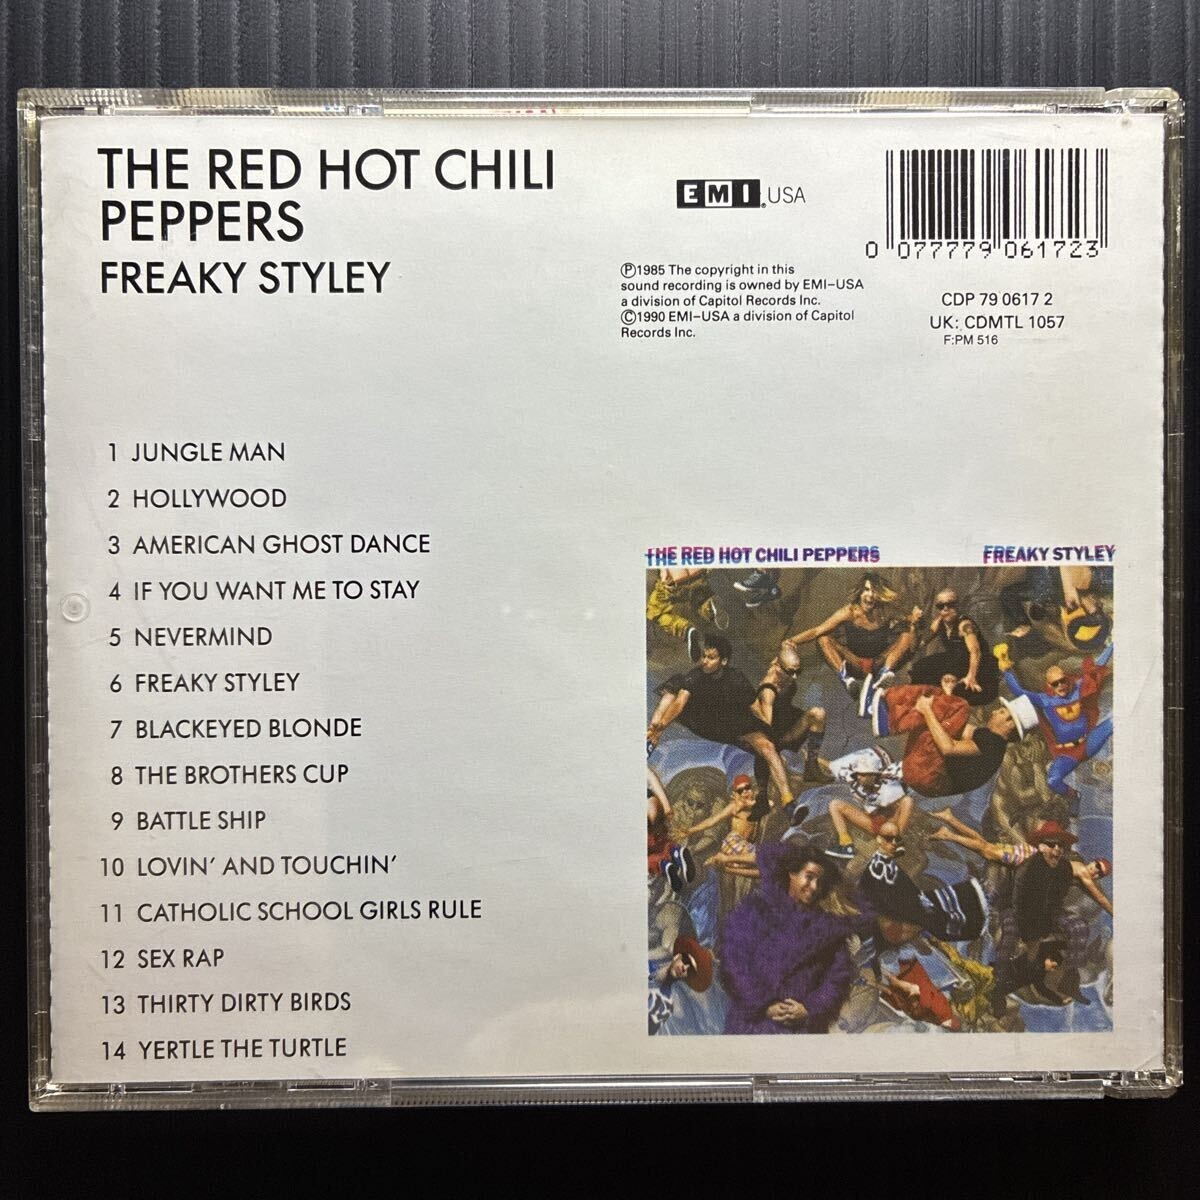 THE RED HOT CHILI
PEPPERS
FREAKY STYLEY
EMI USA
Ⓟ1985 The copyright in this
sound recording is owned by EMI–USA
a division of Capitol Records Inc.
©1990 EMI–USA a division of Capitol
Records Inc.
0 077779 061723
CDP 79 0617 2
UK: CDMTL 1057
F:PM 516
1 JUNGLE MAN
2 HOLLYWOOD
3 AMERICAN GHOST DANCE
4 IF YOU WANT ME TO STAY
5 NEVERMIND
6 FREAKY STYLEY
7 BLACKEYED BLONDE
8 THE BROTHERS CUP
9 BATTLE SHIP
10 LOVIN' AND TOUCHIN'
11 CATHOLIC SCHOOL GIRLS RULE
12 SEX RAP
13 THIRTY DIRTY BIRDS
14 YERTLE THE TURTLE
THE RED HOT CHILI PEPPERS FREAKY STYLEY